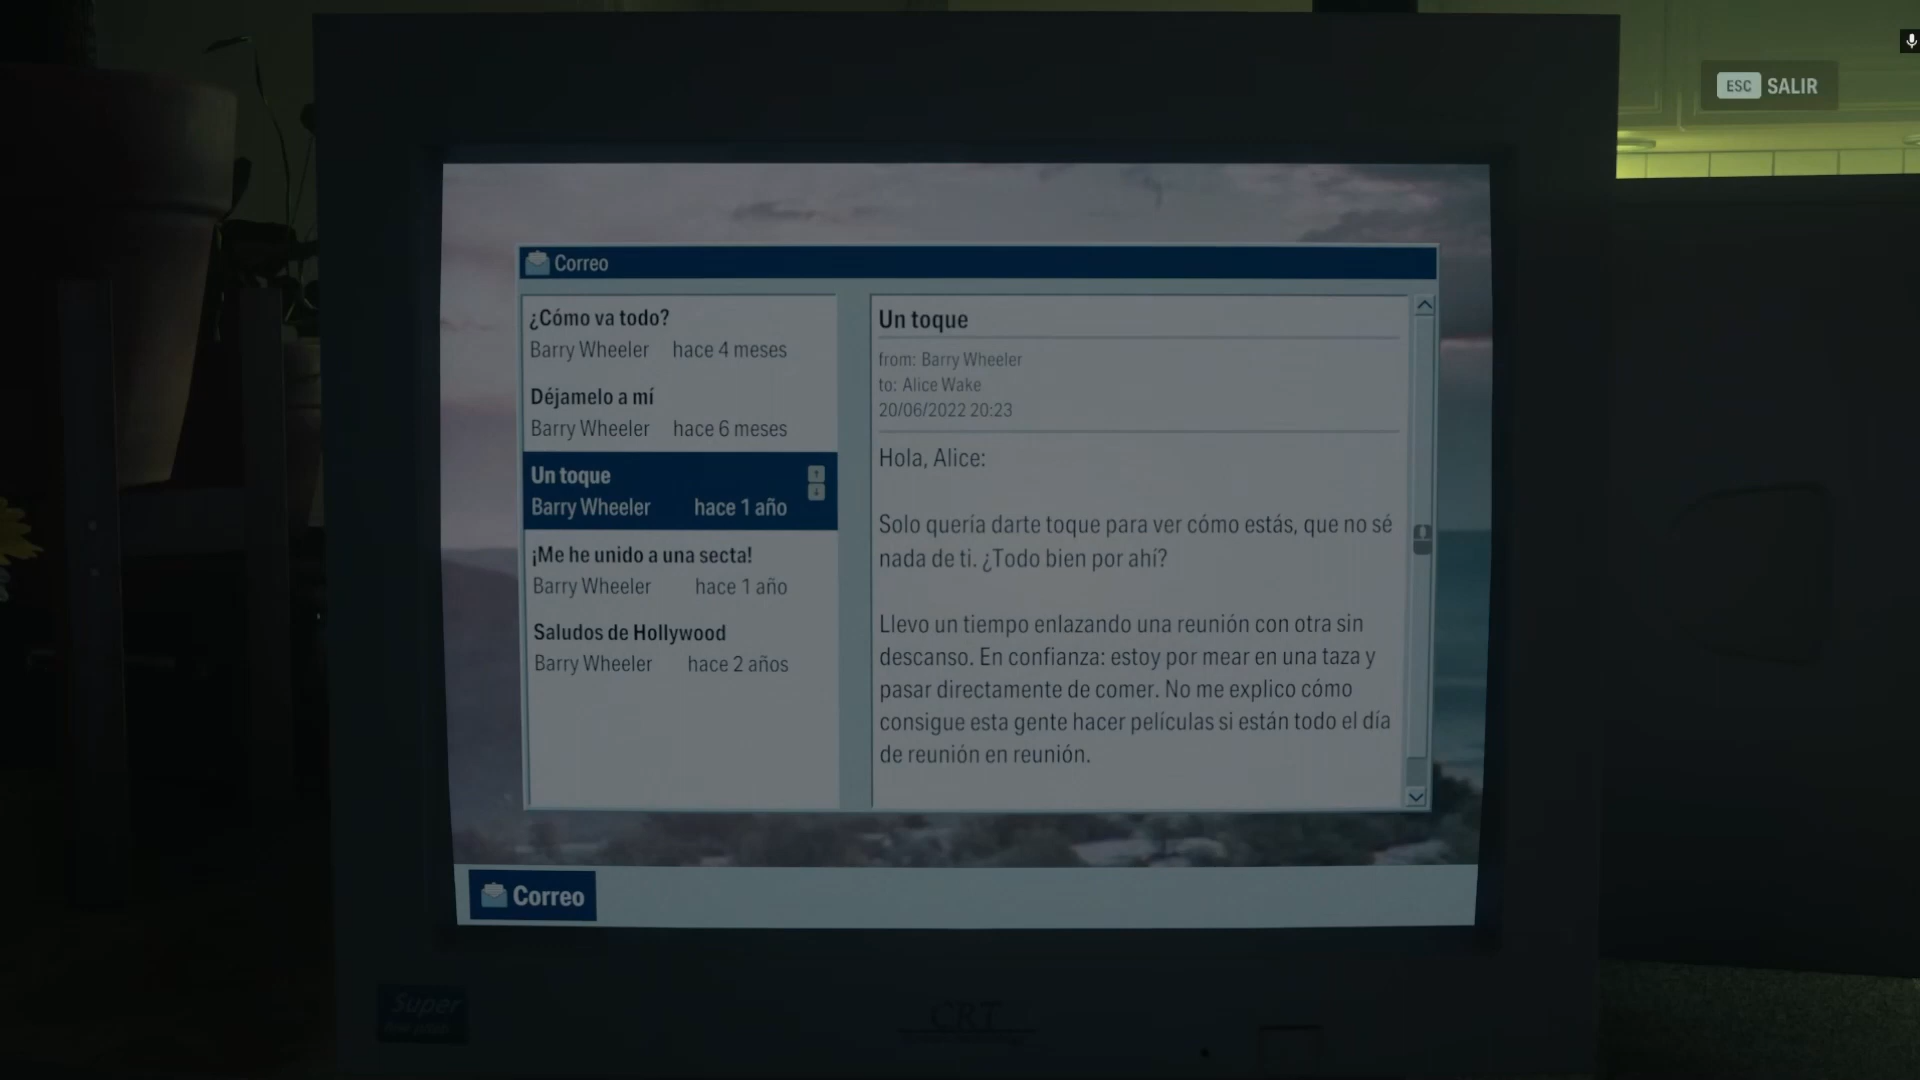 ESC SALIR
Correo
¿Cómo va todo?
Barry Wheeler hace 4 meses
Déjamelo a mí
Barry Wheeler hace 6 meses
Un toque
Barry Wheeler hace 1 año
¡Me he unido a una secta!
Barry Wheeler hace 1 año
Saludos de Hollywood
Barry Wheeler hace 2 años
Un toque
from: Barry Wheeler
to: Alice Wake
20/06/2022 20:23
Hola, Alice:
Solo quería darte toque para ver cómo estás, que no sé
nada de ti. ¿Todo bien por ahí?
Llevo un tiempo enlazando una reunión con otra sin
descanso. En confianza: estoy por mear en una taza y
pasar directamente de comer. No me explico cómo
consigue esta gente hacer películas si están todo el día
de reunión en reunión.
Correo
Super
CRT